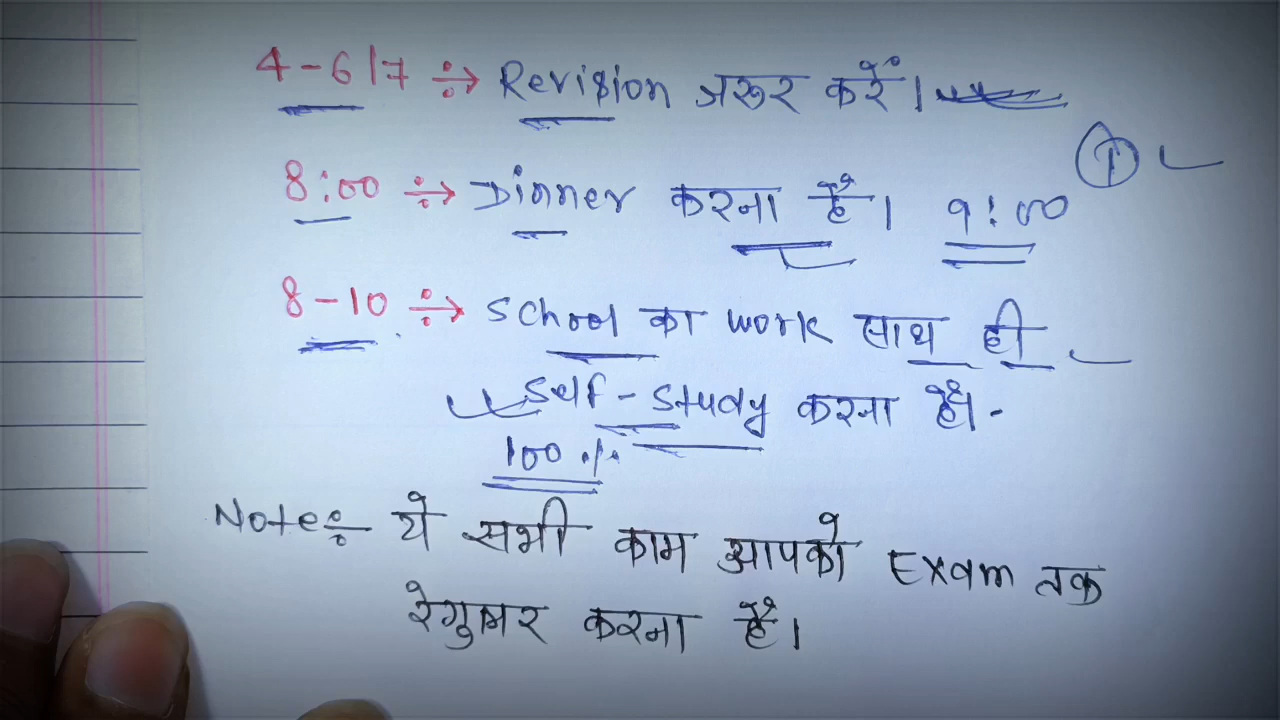 4-6/7 ÷→ Revision जरूर करें।
①
8:00 ÷→ Dinner करना है। 9:00
8-10 ÷→ School का work साथ ही
Self-study करना है।-
100%
Note÷ ये सभी काम आपको Exam तक
रेगुलर करना है।